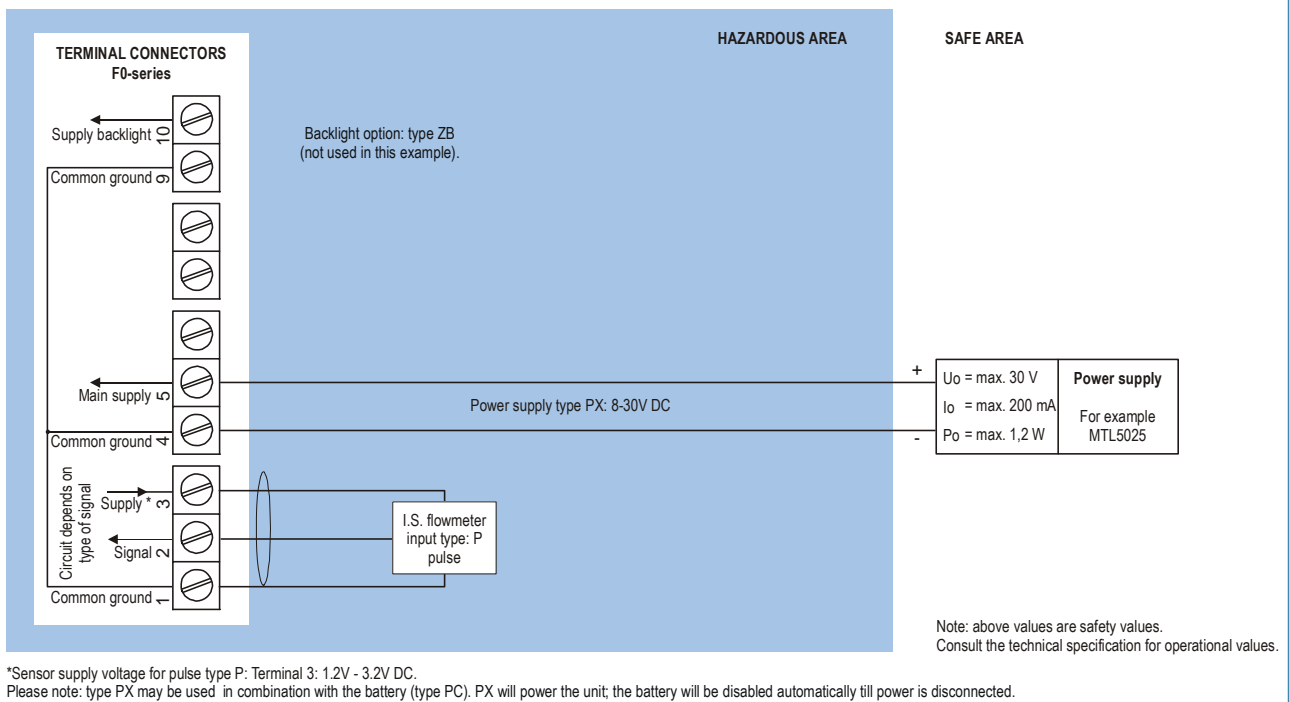 HAZARDOUS AREA
SAFE AREA
TERMINAL CONNECTORS
F0-series
Supply backlight 10
Common ground 9
Backlight option: type ZB
(not used in this example).
Main supply 5
Common ground 4
Power supply type PX: 8-30V DC
+
-
Uo = max. 30 V
Io = max. 200 mA
Po = max. 1,2 W
Power supply
For example
MTL5025
Circuit depends on
type of signal
Supply * 3
Signal 2
Common ground 1
I.S. flowmeter
input type: P
pulse
Note: above values are safety values.
Consult the technical specification for operational values.
*Sensor supply voltage for pulse type P: Terminal 3: 1.2V - 3.2V DC.
Please note: type PX may be used in combination with the battery (type PC). PX will power the unit; the battery will be disabled automatically till power is disconnected.